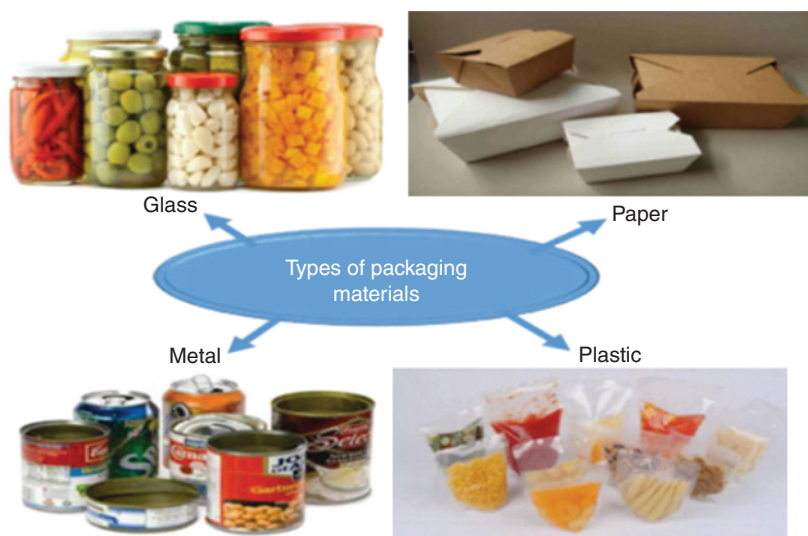 Glass
Paper
Types of packaging
materials
Metal
Plastic